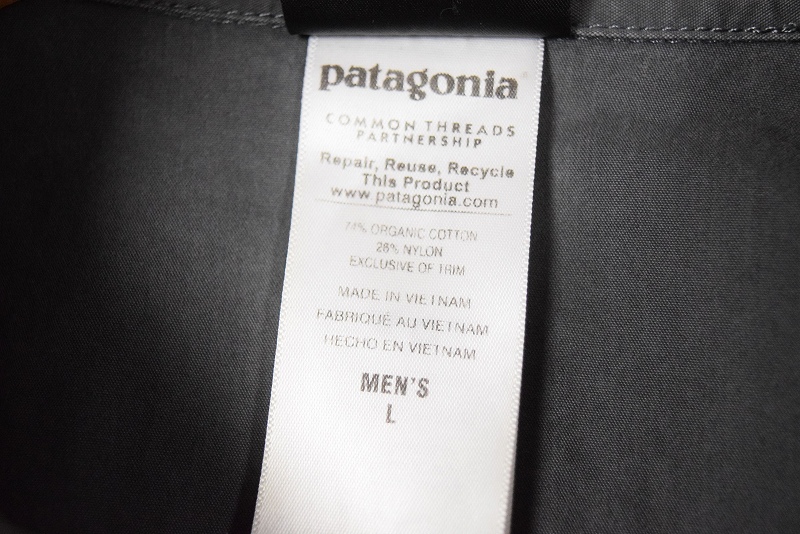 patagonia®
COMMON THREADS
PARTNERSHIP
Repair, Reuse, Recycle
This Product
www.patagonia.com
74% ORGANIC COTTON
26% NYLON
EXCLUSIVE OF TRIM
MADE IN VIETNAM
FABRIQUÉ AU VIETNAM
HECHO EN VIETNAM
MEN'S
L